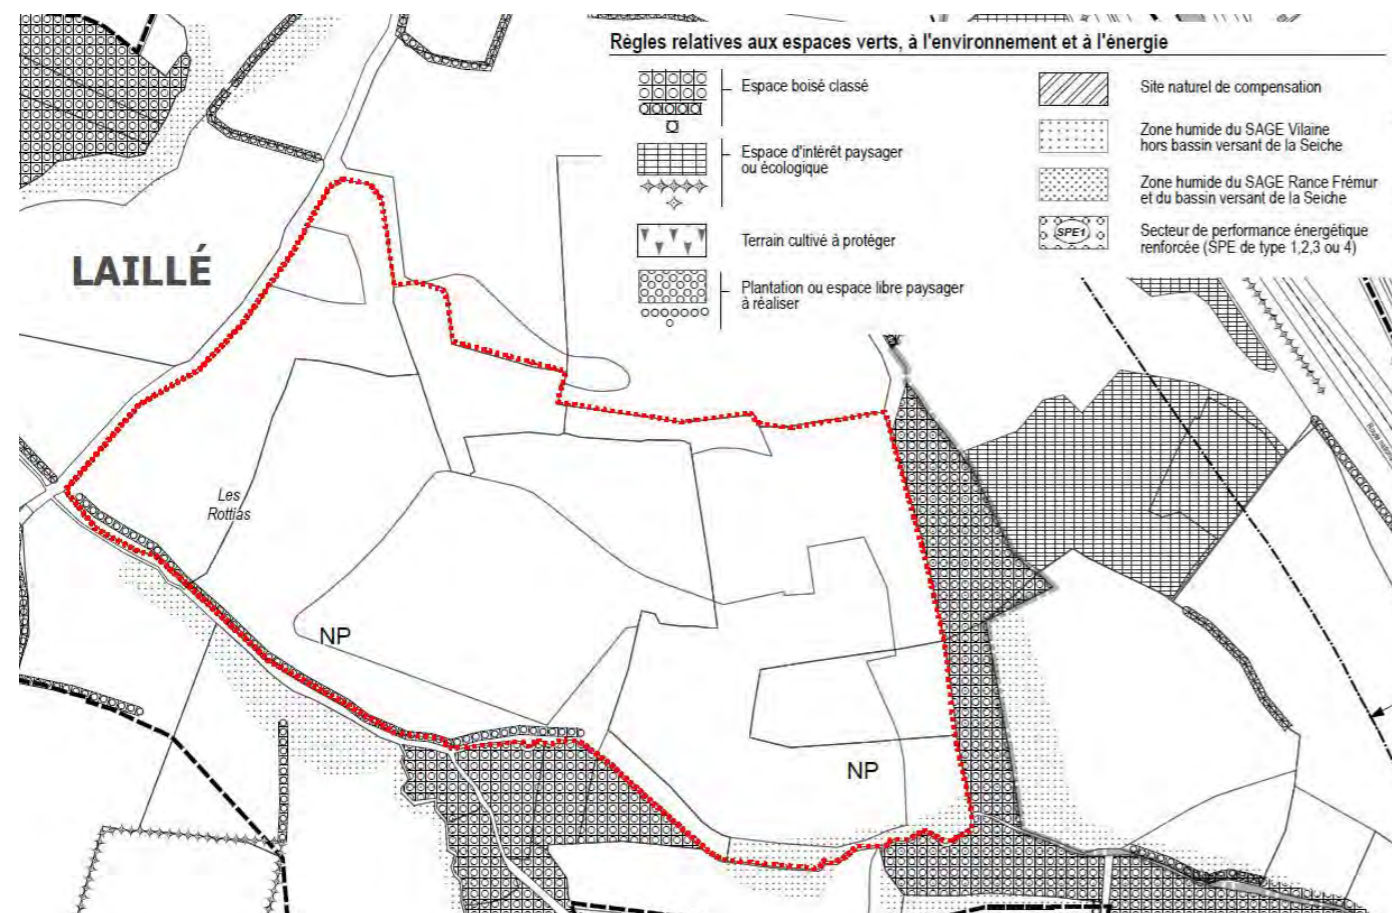 Règles relatives aux espaces verts, à l'environnement et à l'énergie
Espace boisé classé
Espace d'intérêt paysager
ou écologique
Terrain cultivé à protéger
Plantation ou espace libre paysager
à réaliser
Site naturel de compensation
Zone humide du SAGE Vilaine
hors bassin versant de la Seiche
Zone humide du SAGE Rance Frémur
et du bassin versant de la Seiche
SPE1
Secteur de performance énergétique
renforcée (SPE de type 1,2,3 ou 4)
LAILLÉ
Les
Rottias
NP
NP